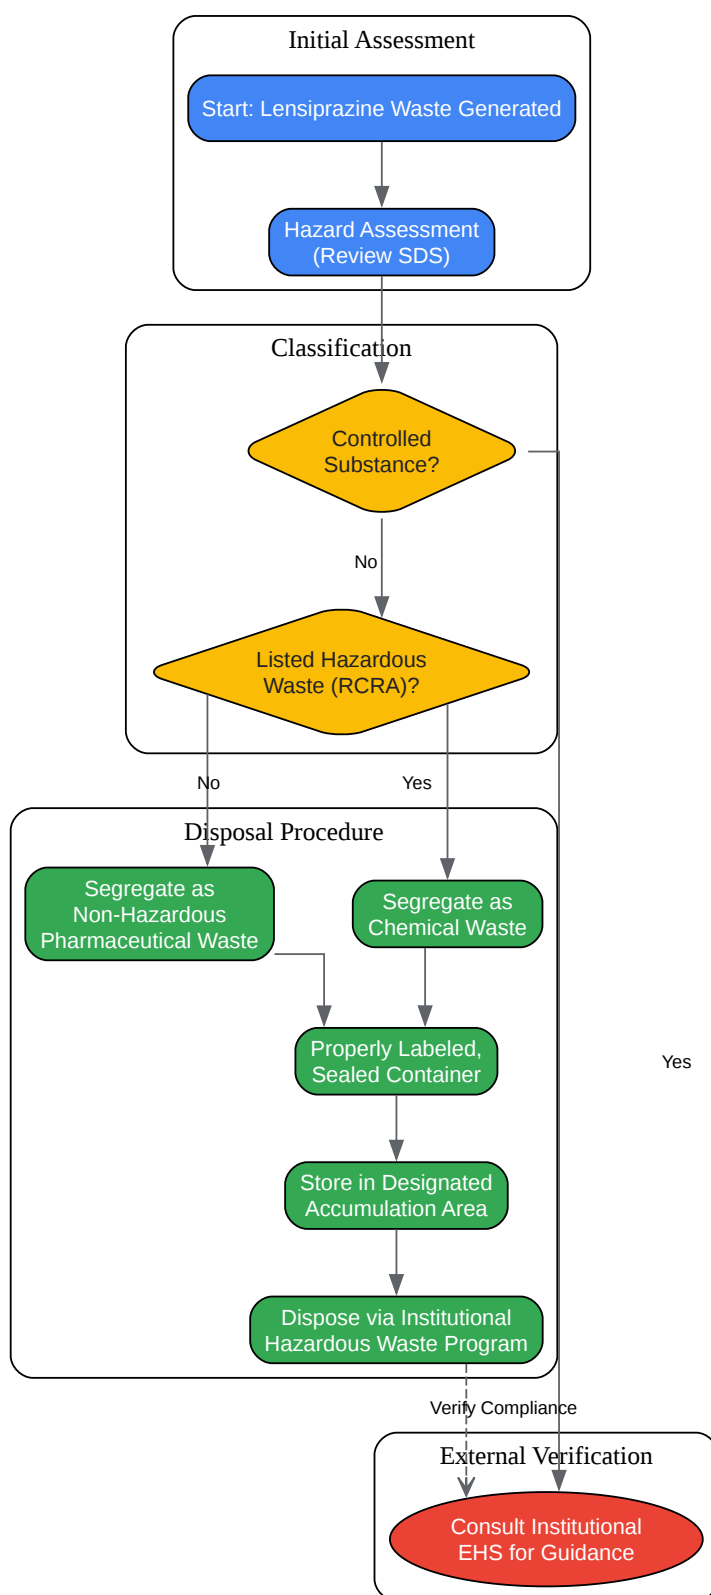 Initial Assessment
Start: Lensiprazine Waste Generated
Hazard Assessment
(Review SDS)
Classification
Controlled
Substance?
No
Listed Hazardous
Waste (RCRA)?
No
Yes
Disposal Procedure
Segregate as
Non-Hazardous
Pharmaceutical Waste
Segregate as
Chemical Waste
Properly Labeled,
Sealed Container
Yes
Store in Designated
Accumulation Area
Dispose via Institutional
Hazardous Waste Program
Verify Compliance
External Verification
Consult Institutional
EHS for Guidance